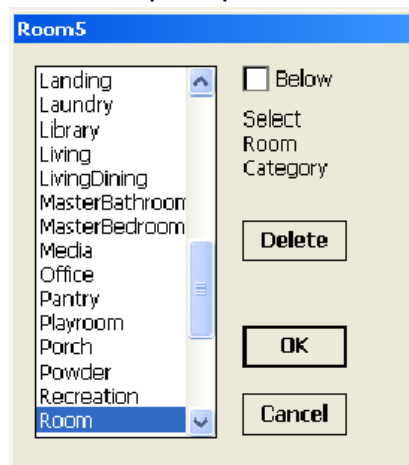 Room5
Landing
Laundry
Library
Living
LivingDining
MasterBathroom
MasterBedroom
Media
Office
Pantry
Playroom
Porch
Powder
Recreation
Room
Below
Select
Room
Category
Delete
OK
Cancel